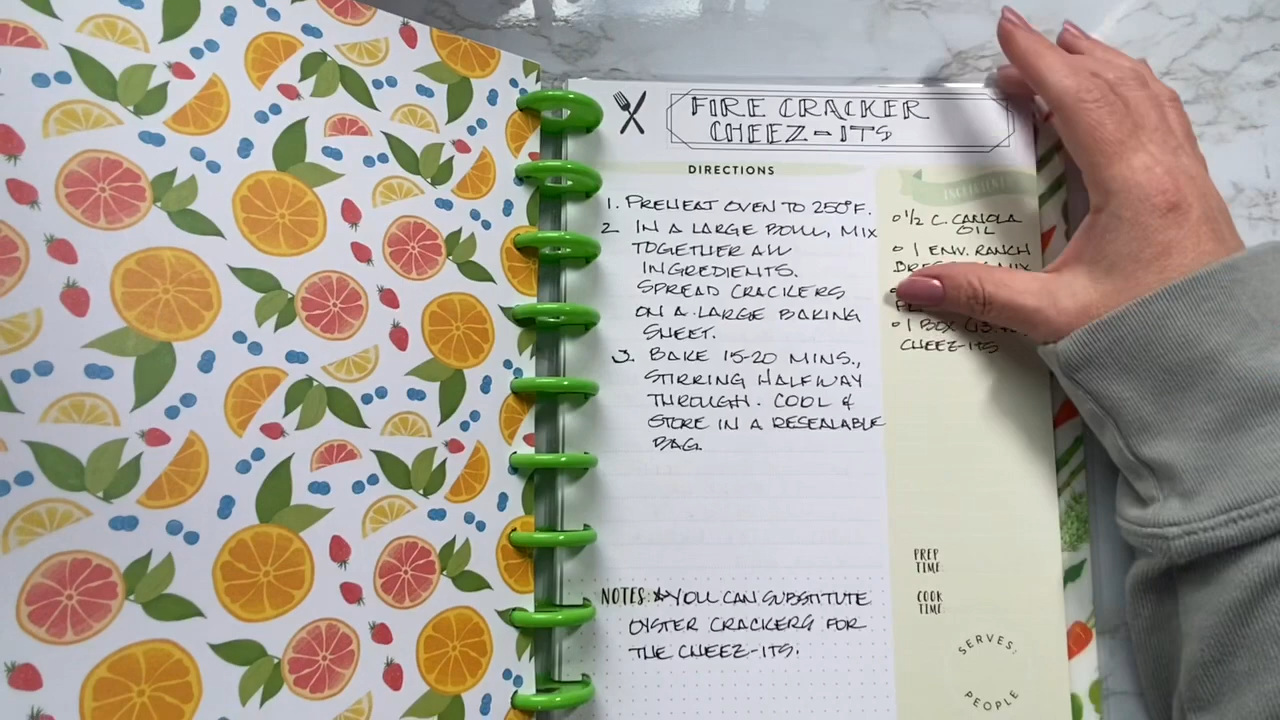 FIRE CRACKER
CHEEZ-ITS
DIRECTIONS
1. PREHEAT OVEN TO 250°F.
2. IN A LARGE BOWL, MIX
TOGETHER ALL
INGREDIENTS.
SPREAD CRACKERS
ON A LARGE BAKING
SHEET.
3. BAKE 15-20 MINS.,
STIRRING HALFWAY
THROUGH. COOL &
STORE IN A RESEALABLE
BAG.
NOTES: * YOU CAN SUBSTITUTE
OYSTER CRACKERS FOR
THE CHEEZ-ITS.
INGREDIENTS
1/2 C. CANOLA
OIL
1 ENV. RANCH
MIX
1 BOX
CHEEZ-ITS
PREP
TIME
COOK
TIME
SERVES:
PEOPLE